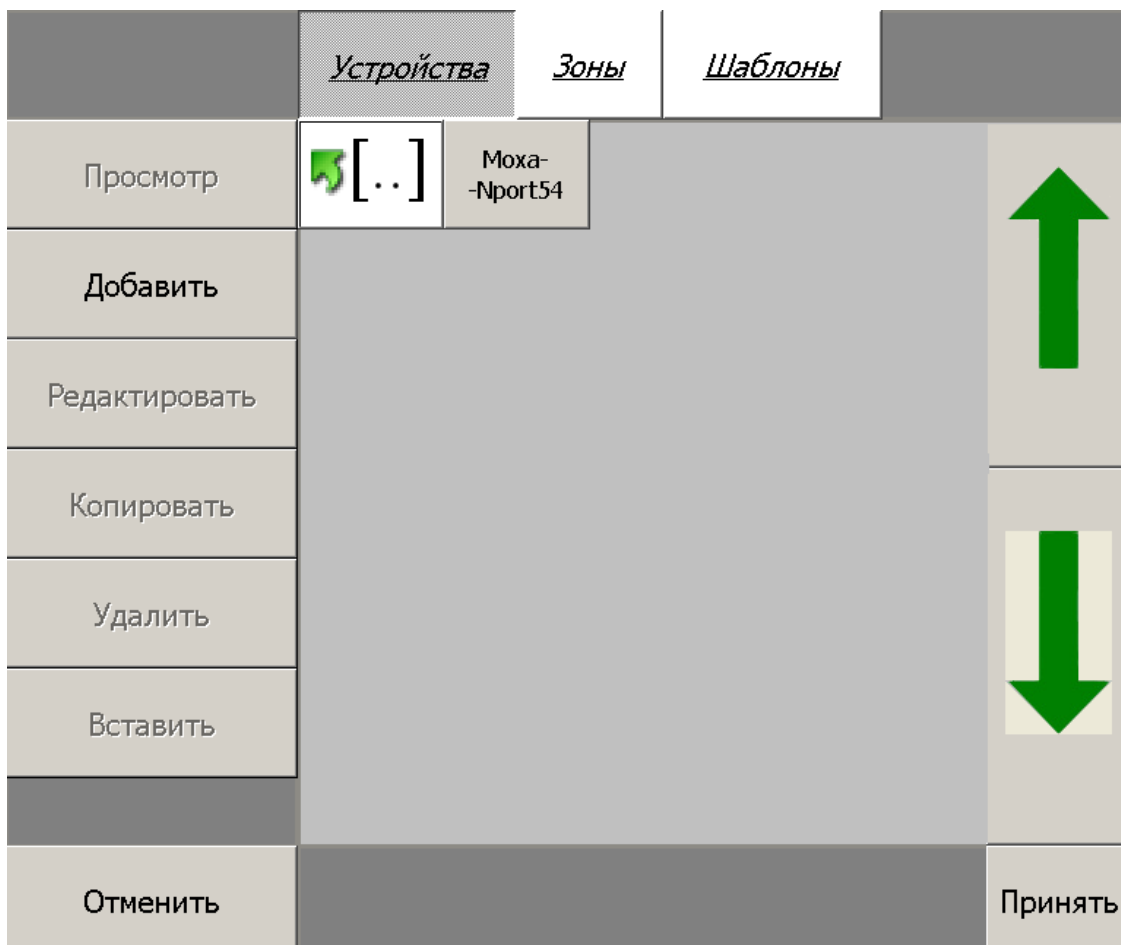 Устройства Зоны Шаблоны
Просмотр
[..]
Moxa-
-Nport54
Добавить
Редактировать
Копировать
Удалить
Вставить
Отменить
Принять